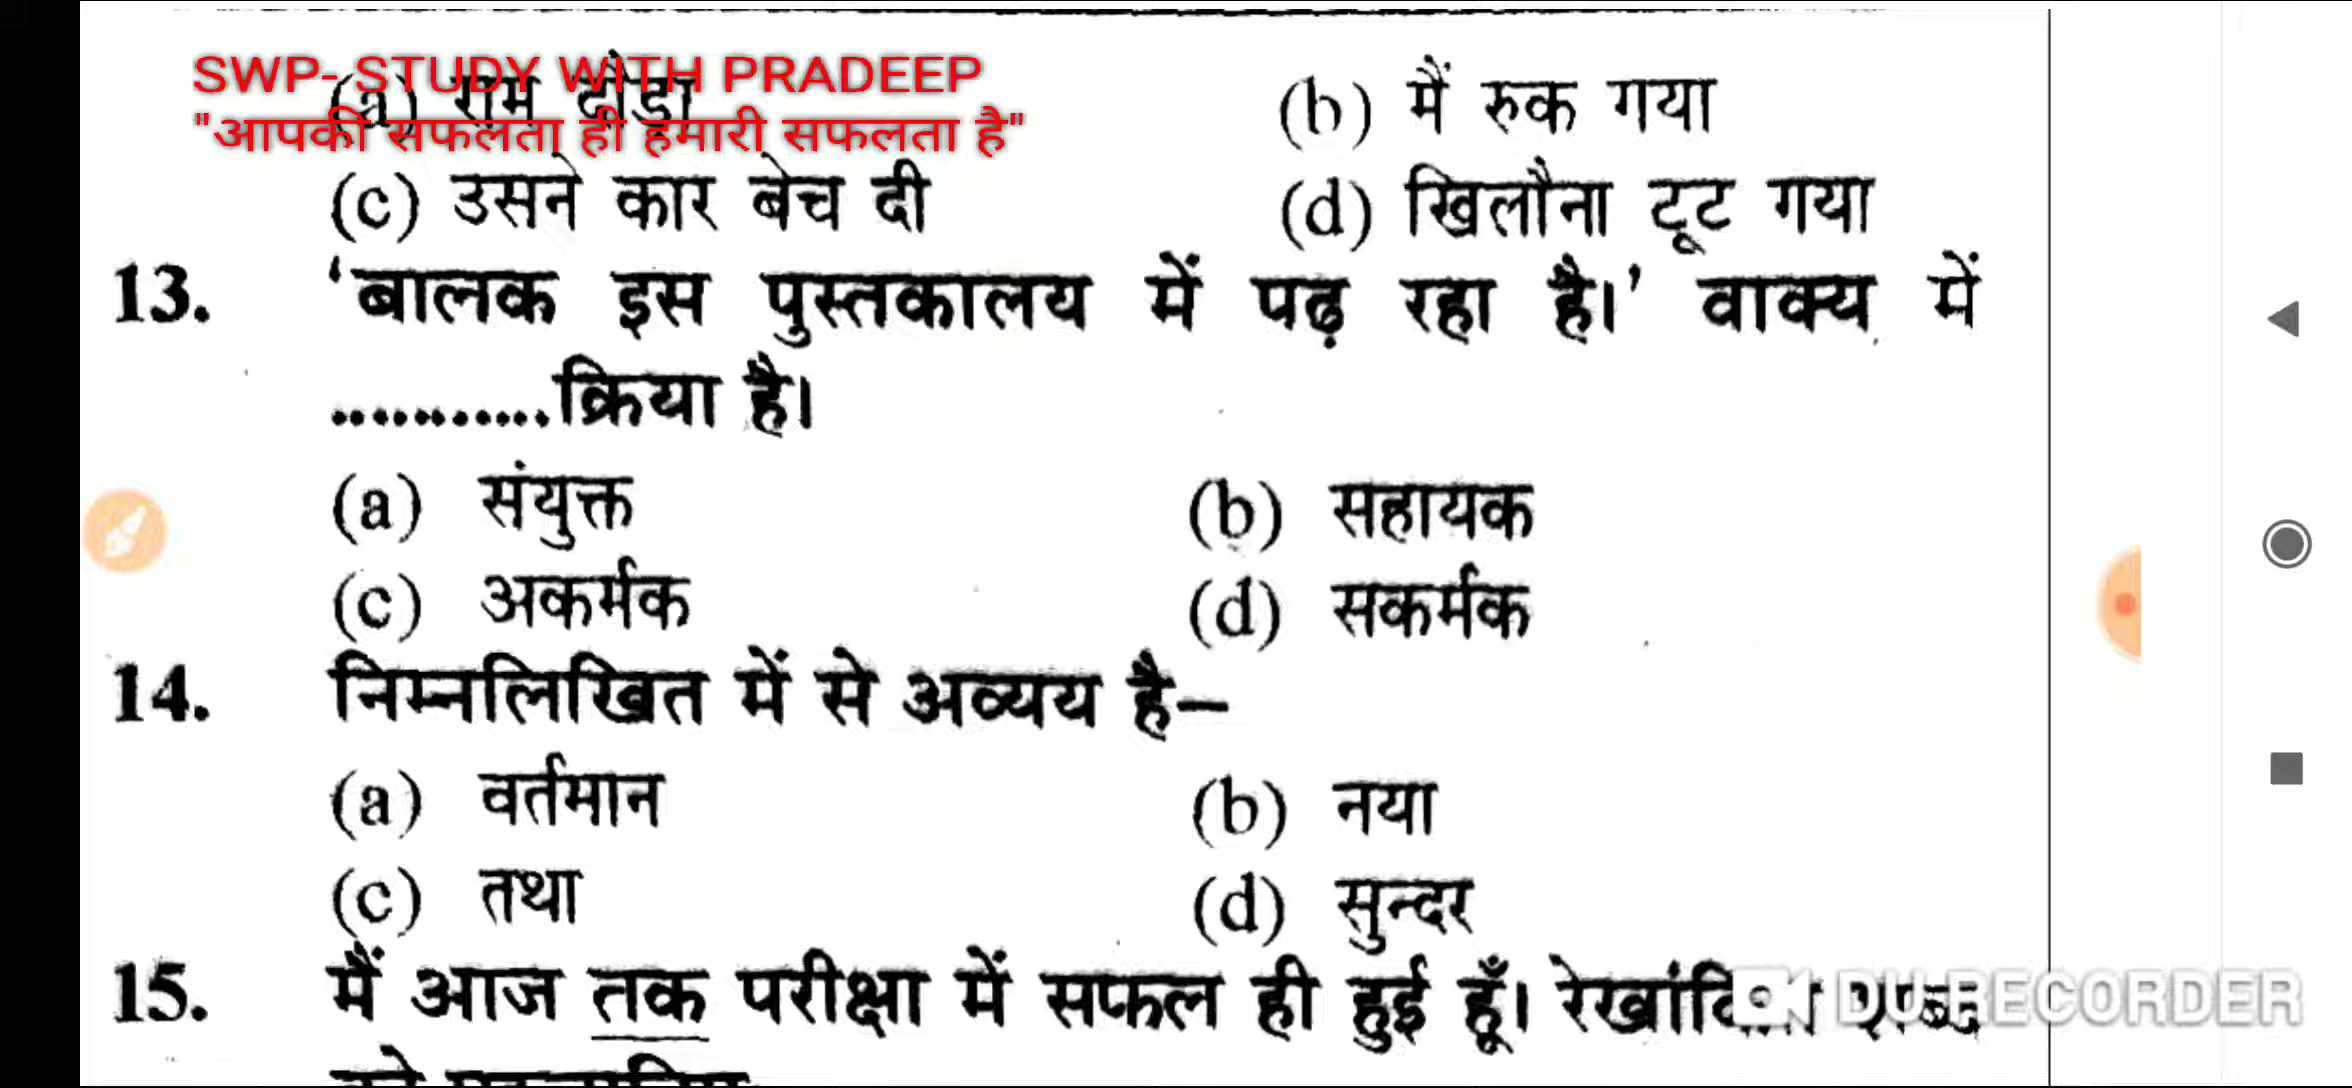 SWP- STUDY WITH PRADEEP
(a) राम दौड़ा (b) मैं रुक गया
"आपकी सफलता ही हमारी सफलता है"
(c) उसने कार बेच दी (d) खिलौना टूट गया
13. ‘बालक इस पुस्तकालय में पढ़ रहा है।’ वाक्य में
...........क्रिया है।
(a) संयुक्त (b) सहायक
(c) अकर्मक (d) सकर्मक
14. निम्नलिखित में से अव्यय है–
(a) वर्तमान (b) नया
(c) तथा (d) सुन्दर
15. मैं आज तक परीक्षा में सफल ही हुई हूँ।
DU RECORDER